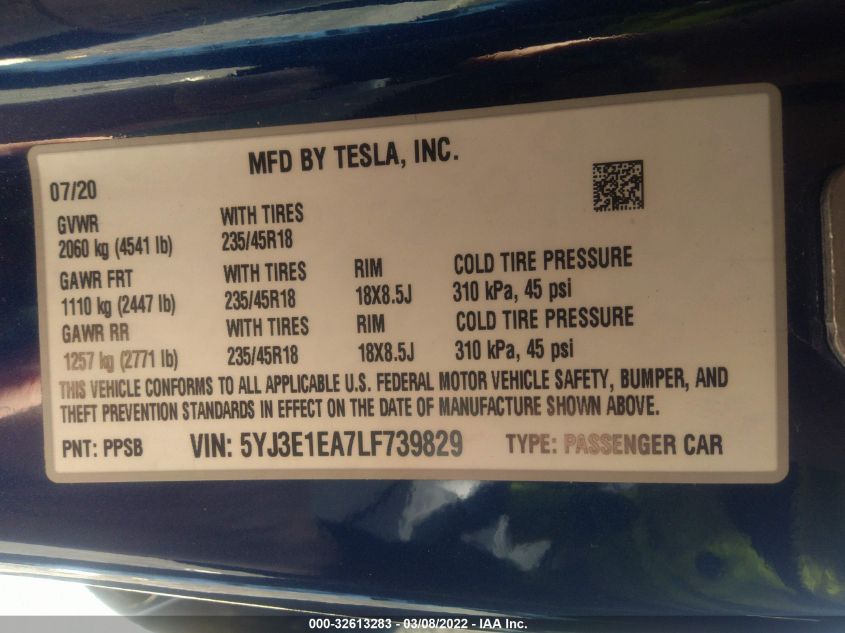 MFD BY TESLA, INC.
07/20
GVWR WITH TIRES
2060 kg (4541 lb) 235/45R18
GAWR FRT WITH TIRES RIM COLD TIRE PRESSURE
1110 kg (2447 lb) 235/45R18 18X8.5J 310 kPa, 45 psi
GAWR RR WITH TIRES RIM COLD TIRE PRESSURE
1257 kg (2771 lb) 235/45R18 18X8.5J 310 kPa, 45 psi
THIS VEHICLE CONFORMS TO ALL APPLICABLE U.S. FEDERAL MOTOR VEHICLE SAFETY, BUMPER, AND
THEFT PREVENTION STANDARDS IN EFFECT ON THE DATE OF MANUFACTURE SHOWN ABOVE.
PNT: PPSB VIN: 5YJ3E1EA7LF739829 TYPE: PASSENGER CAR
000-32613283 - 03/08/2022 - IAA Inc.